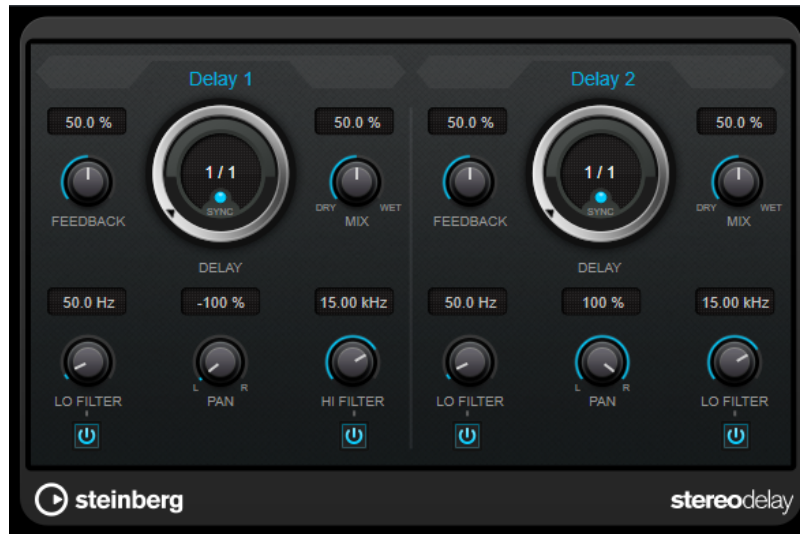 Delay 1
Delay 2
50.0 %
50.0 %
50.0 %
50.0 %
1 / 1
1 / 1
SYNC
SYNC
FEEDBACK
DRY
WET
MIX
FEEDBACK
DRY
WET
MIX
DELAY
DELAY
50.0 Hz
-100 %
15.00 kHz
50.0 Hz
100 %
15.00 kHz
L
R
L
R
LO FILTER
PAN
HI FILTER
LO FILTER
PAN
LO FILTER
steinberg
stereodelay